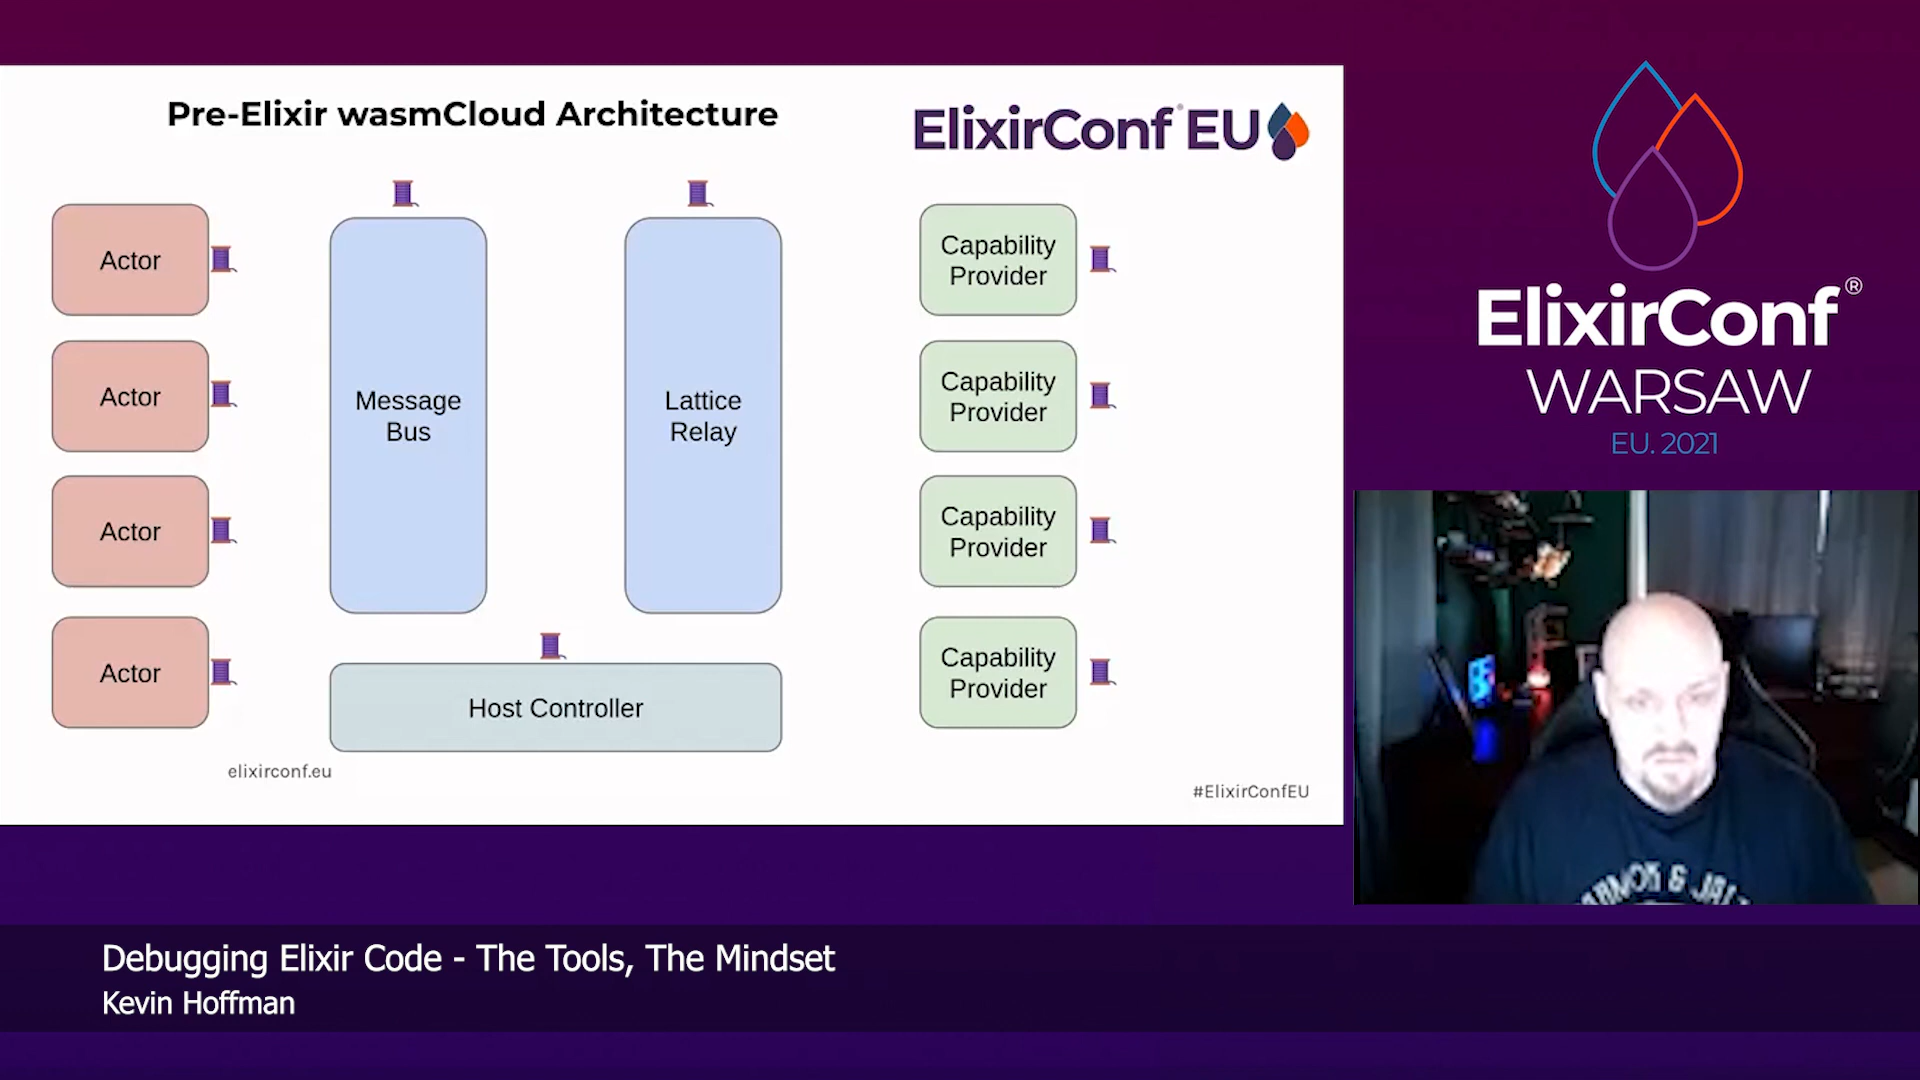 Pre-Elixir wasmCloud Architecture
ElixirConf EU
Actor
Actor
Actor
Actor
Message
Bus
Lattice
Relay
Host Controller
Capability
Provider
Capability
Provider
Capability
Provider
Capability
Provider
elixirconf.eu
#ElixirConfEU
ElixirConf®
WARSAW
EU. 2021
Debugging Elixir Code - The Tools, The Mindset
Kevin Hoffman